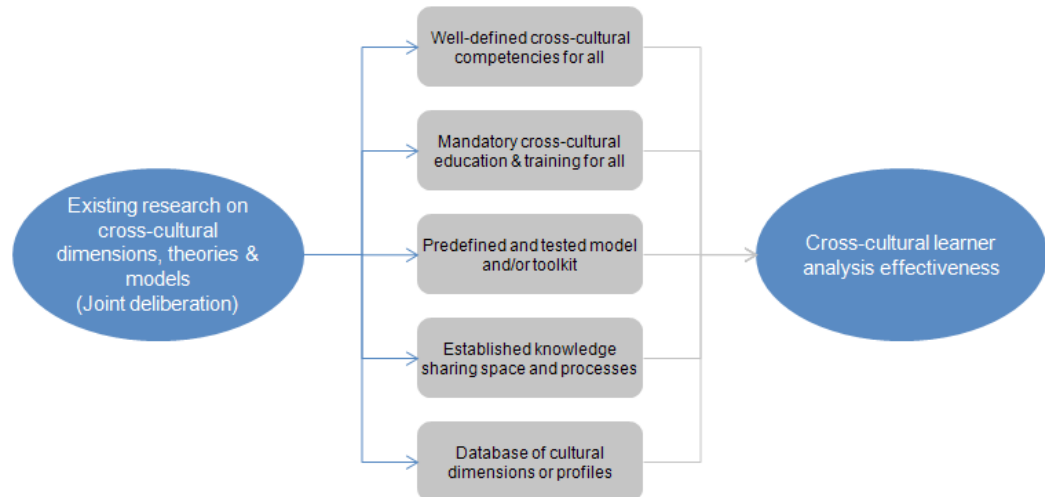 Existing research on
cross-cultural
dimensions, theories &
models
(Joint deliberation)
Well-defined cross-cultural
competencies for all
Mandatory cross-cultural
education & training for all
Predefined and tested model
and/or toolkit
Established knowledge
sharing space and processes
Database of cultural
dimensions or profiles
Cross-cultural learner
analysis effectiveness